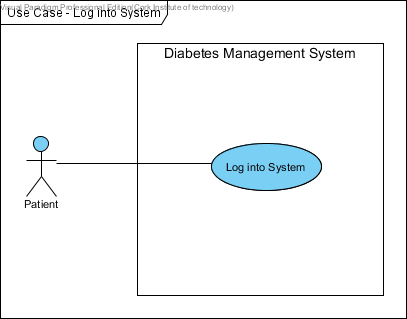 Visual Paradigm Professional Edition(Cork Institute of technology)
Use Case - Log into System
Diabetes Management System
Log into System
Patient